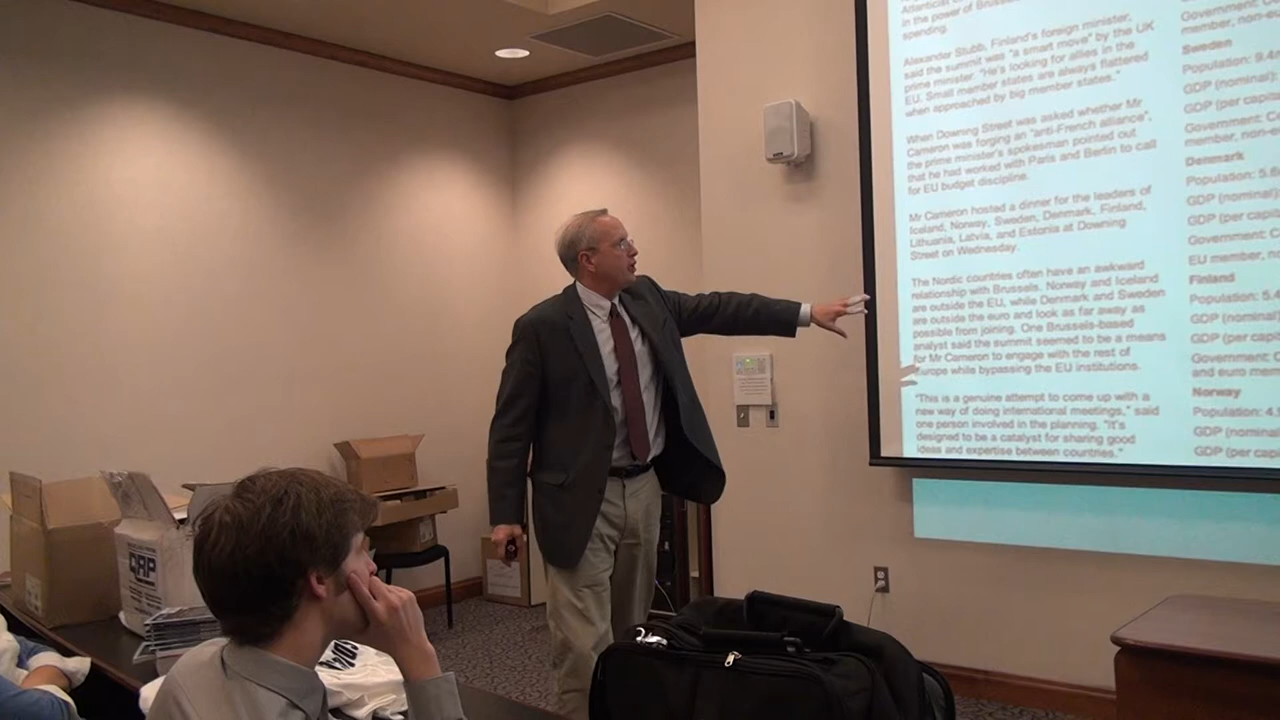 in the power of
spending.
Alexander Stubb, Finland's foreign minister,
said the summit was "a smart move" by the UK
prime minister. "He's looking for allies in the
EU. Small member states are always flattered
when approached by big member states."
When Downing Street was asked whether Mr
Cameron was forging an "anti-French alliance",
the prime minister's spokesman pointed out
that he had worked with Paris and Berlin to call
for EU budget discipline.
Mr Cameron hosted a dinner for the leaders of
Iceland, Norway, Sweden, Denmark, Finland,
Lithuania, Latvia, and Estonia at Downing
Street on Wednesday.
The Nordic countries often have an awkward
relationship with Brussels. Norway and Iceland
are outside the EU, while Denmark and Sweden
are outside the euro and look as far away as
possible from joining. One Brussels-based
analyst said the summit seemed to be a means
for Mr Cameron to engage with the rest of
Europe while bypassing the EU institutions.
"This is a genuine attempt to come up with a
new way of doing international meetings," said
one person involved in the planning. "It's
designed to be a catalyst for sharing good
ideas and expertise between countries."
Government:
member,
Sweden
Population:
GDP (nominal):
GDP (per capita
Government:
member,
Denmark
Population:
GDP (nominal)
GDP (per capi
Government: C
EU member,
Finland
Population:
GDP (nominal
GDP (per cap
Government:
and euro mem
Norway
Population:
GDP (nomina
GDP (per cap
QRP